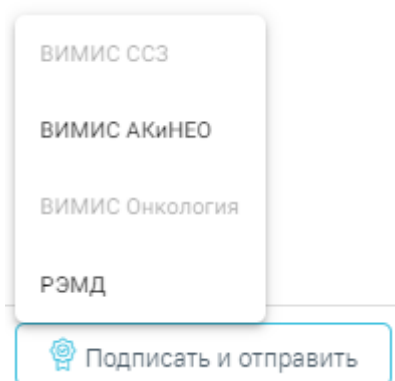 ВИМИС ССЗ
ВИМИС АКиНЕО
ВИМИС Онкология
РЭМД
Подписать и отправить